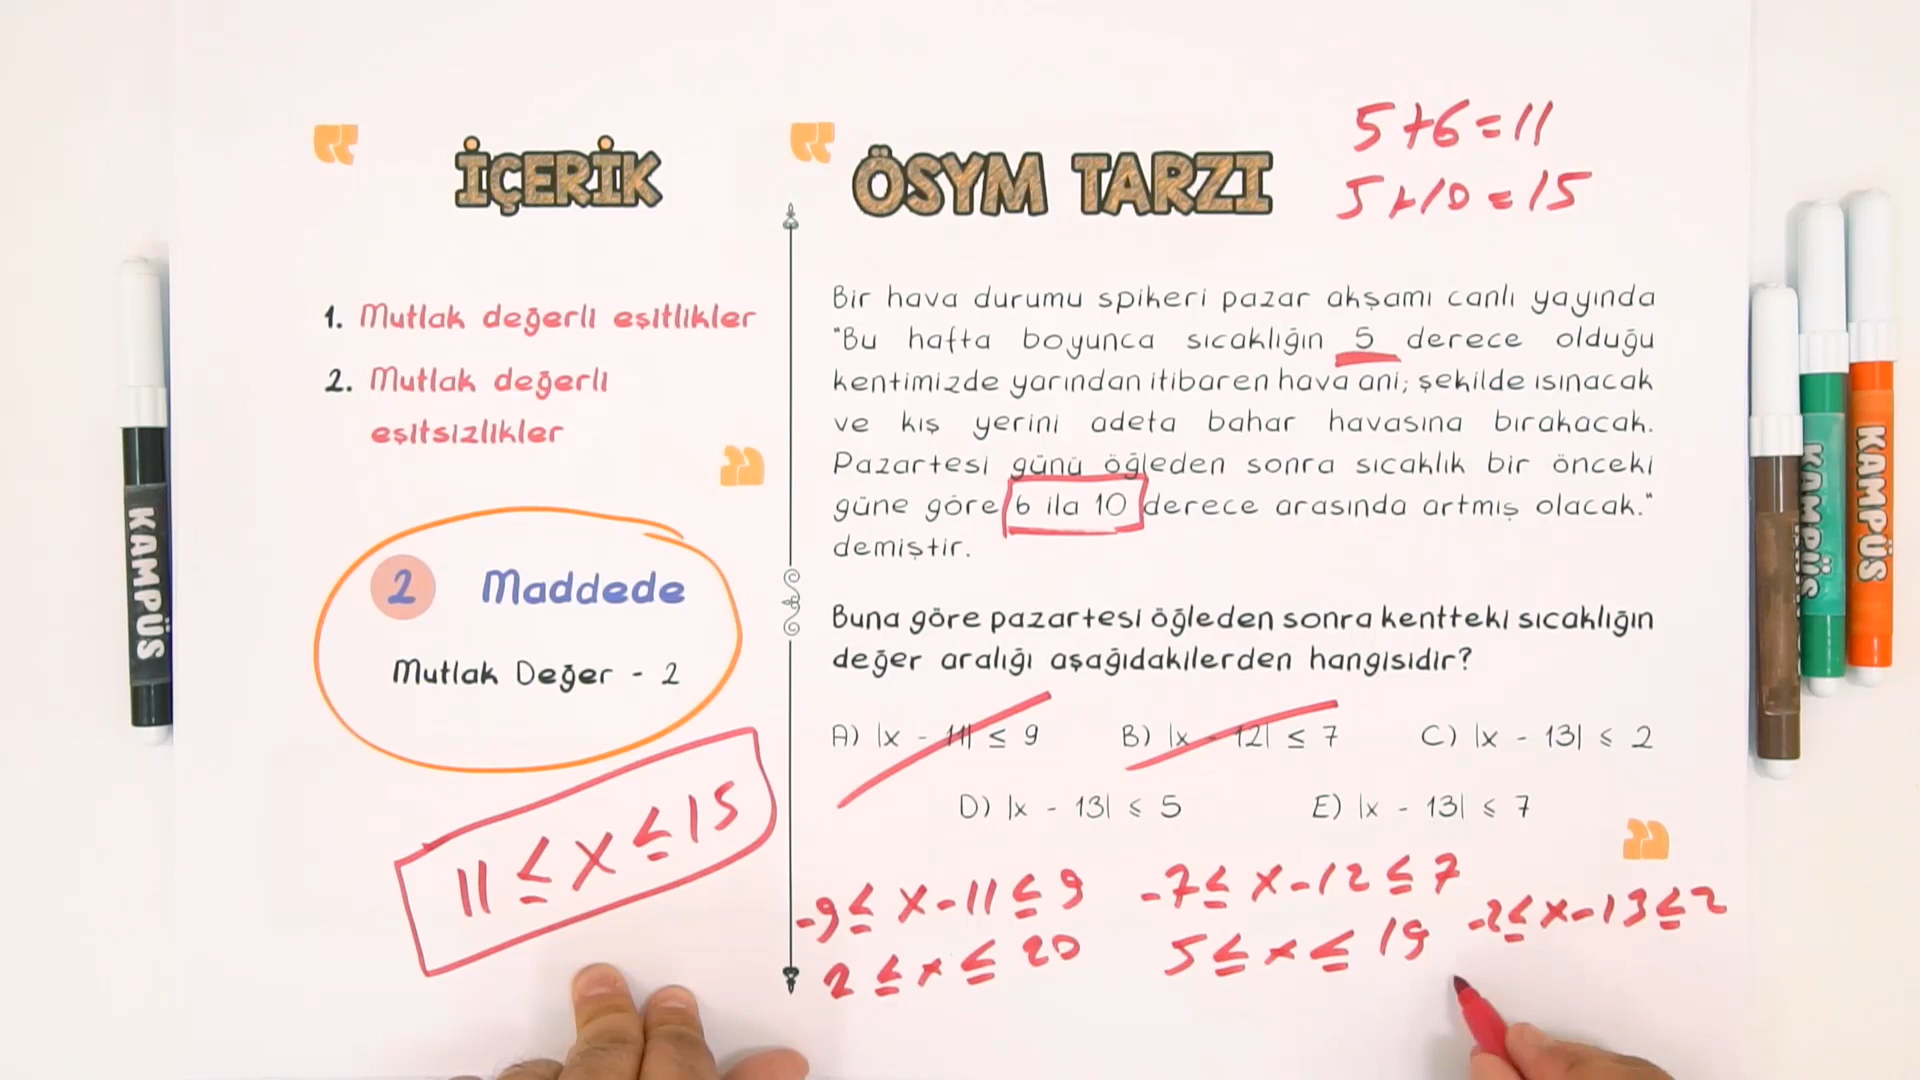 İÇERİK
1. Mutlak değerli eşitlikler
2. Mutlak değerli
eşitsizlikler
2 Maddede
Mutlak Değer - 2
11 ≤ x ≤ 15
ÖSYM TARZI
5+6=11
5+10=15
Bir hava durumu spikeri pazar akşamı canlı yayında
"Bu hafta boyunca sıcaklığın 5 derece olduğu
kentimizde yarından itibaren hava ani; şekilde ısınacak
ve kış yerini adeta bahar havasına bırakacak.
Pazartesi günü öğleden sonra sıcaklık bir önceki
güne göre 6 ila 10 derece arasında artmış olacak."
demiştir.
Buna göre pazartesi öğleden sonra kentteki sıcaklığın
değer aralığı aşağıdakilerden hangisidir?
A) |x - 11| ≤ 9 B) |x - 12| ≤ 7 C) |x - 13| ≤ 2
D) |x - 13| ≤ 5 E) |x - 13| ≤ 7
-9 ≤ x-11 ≤ 9
2 ≤ x ≤ 20
-7 ≤ x-12 ≤ 7
5 ≤ x ≤ 19
-2 ≤ x-13 ≤ 2
KAMPÜS
KAMPÜS
KAMPÜS